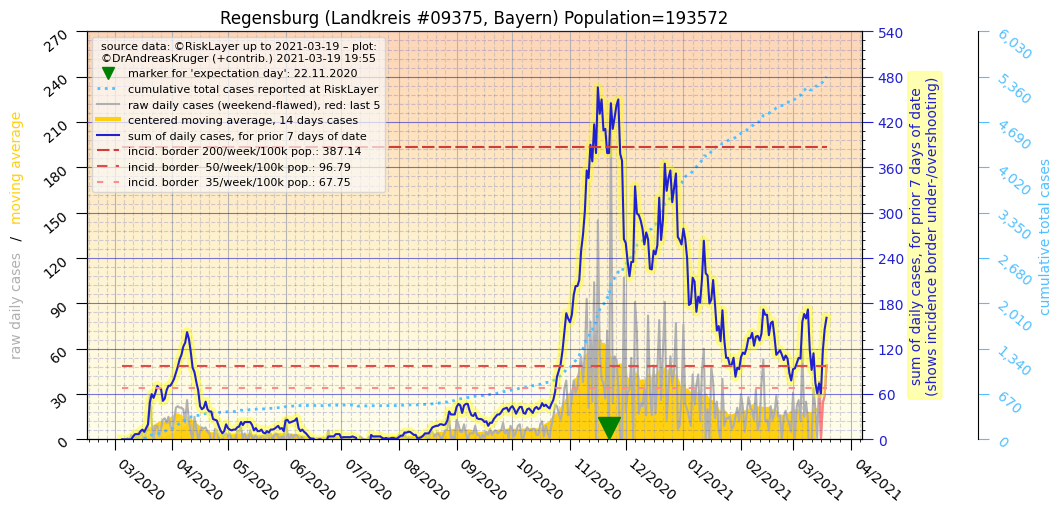 Regensburg (Landkreis #09375, Bayern) Population=193572
source data: ©RiskLayer up to 2021-03-19 – plot:
©DrAndreasKruger (+contrib.) 2021-03-19 19:55
marker for 'expectation day': 22.11.2020
cumulative total cases reported at RiskLayer
raw daily cases (weekend-flawed), red: last 5
centered moving average, 14 days cases
sum of daily cases, for prior 7 days of date
incid. border 200/week/100k pop.: 387.14
incid. border  50/week/100k pop.: 96.79
incid. border  35/week/100k pop.: 67.75
raw daily cases / moving average
270
240
210
180
150
120
90
60
30
0
03/2020
04/2020
05/2020
06/2020
07/2020
08/2020
09/2020
10/2020
11/2020
12/2020
01/2021
02/2021
03/2021
04/2021
540
480
420
360
300
240
180
120
60
0
sum of daily cases, for prior 7 days of date
(shows incidence border under-/overshooting)
6,030
5,360
4,690
4,020
3,350
2,680
2,010
1,340
670
0
cumulative total cases